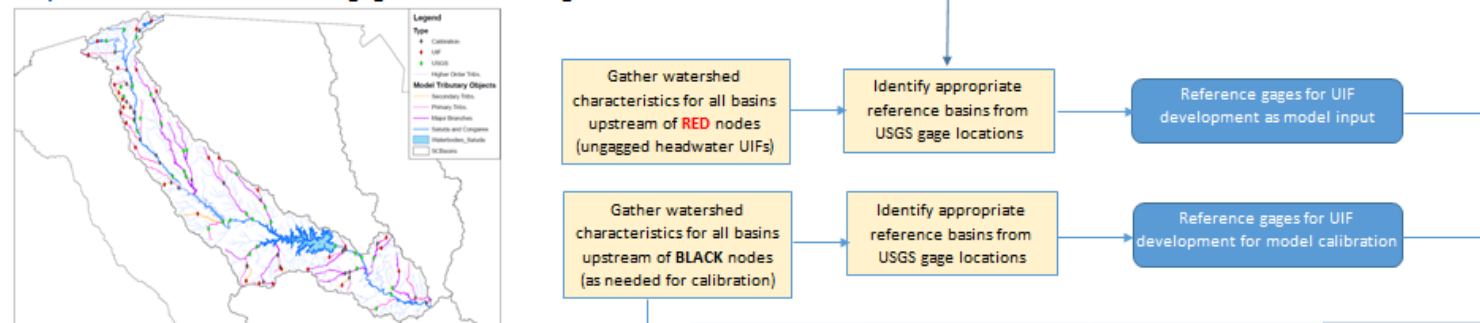 Legend
Type
Calibration
UIF
USGS
Higher Order Tribs.
Model Tributary Objects
Secondary Tribs.
Primary Tribs.
Major Branches
Saluda and Congaree
Waterbodies_Saluda
SCBasins
Gather watershed
characteristics for all basins
upstream of RED nodes
(ungagged headwater UIFs)
Identify appropriate
reference basins from
USGS gage locations
Reference gages for UIF
development as model input
Gather watershed
characteristics for all basins
upstream of BLACK nodes
(as needed for calibration)
Identify appropriate
reference basins from
USGS gage locations
Reference gages for UIF
development for model calibration